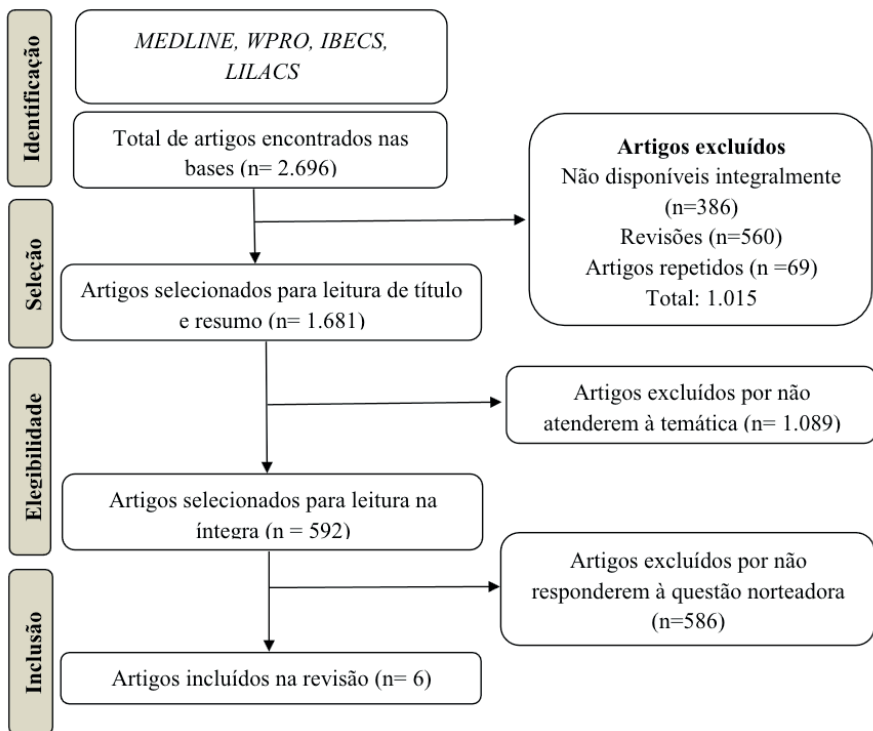 Identificação
MEDLINE, WPRO, IBECS,
LILACS
Total de artigos encontrados nas
bases (n= 2.696)
Artigos excluídos
Não disponíveis integralmente
(n=386)
Revisões (n=560)
Artigos repetidos (n =69)
Total: 1.015
Seleção
Artigos selecionados para leitura de título
e resumo (n= 1.681)
Elegibilidade
Artigos excluídos por não
atenderem à temática (n= 1.089)
Artigos selecionados para leitura na
íntegra (n = 592)
Artigos excluídos por não
responderem à questão norteadora
(n=586)
Inclusão
Artigos incluídos na revisão (n= 6)